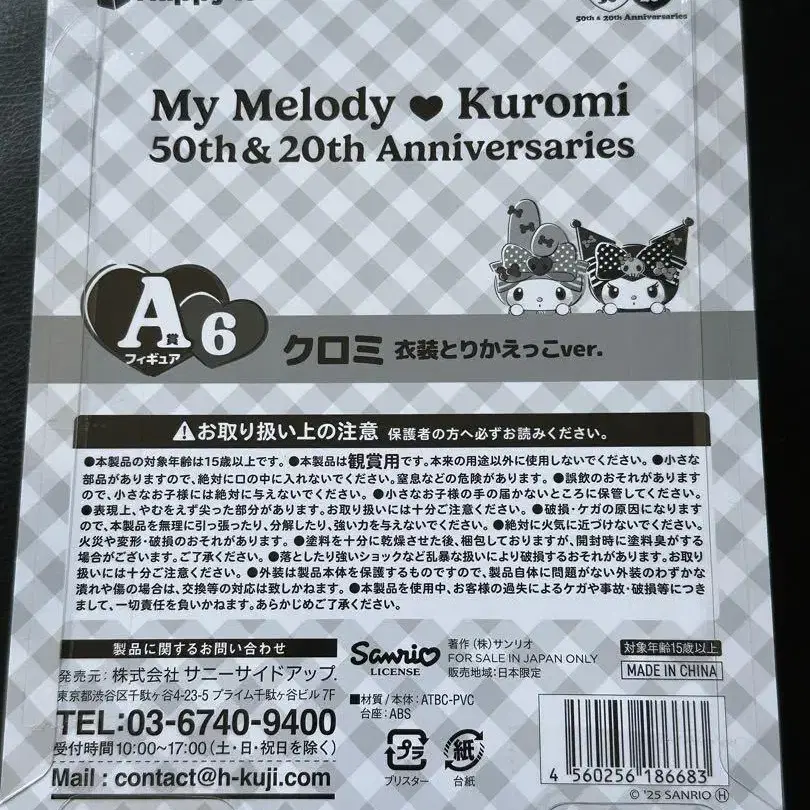 50th & 20th Anniversaries
My Melody ♥ Kuromi
50th & 20th Anniversaries
A賞
フィギュア
6
クロミ 衣装とりかえっこver.
⚠お取り扱い上の注意 保護者の方へ必ずお読みください。
●本製品の対象年齢は15歳以上です。●本製品は観賞用です。本来の用途以外に使用しないでください。●小さな
部品がありますので、絶対に口の中に入れないでください。窒息などの危険があります。●誤飲のおそれがあります
ので、小さなお子様には絶対に与えないでください。●小さなお子様の手の届かないところに保管してください。
●表現上、やむをえず尖った部分があります。お取り扱いには十分ご注意ください。●破損・ケガの原因になります
ので、本製品を無理に引っ張ったり、分解したり、強い力を与えないでください。●絶対に火気に近づけないでください。
火災や変形・破損のおそれがあります。●塗料を十分に乾燥させた後、梱包しておりますが、開封時に塗料臭がする
場合がございます。ご了承ください。●落としたり強いショックなど乱暴な扱いにより破損するおそれがあります。お取り
扱いには十分ご注意ください。●外装は製品本体を保護するものですので、製品自体に問題がない外装のわずかな
潰れや傷の場合は、交換等の対応は致しかねます。●本製品を使用中、お客様の過失によるケガや事故・破損等につき
まして、一切責任を負いかねます。あらかじめご了承ください。
製品に関するお問い合わせ
発売元：株式会社 サニーサイドアップ.
東京都渋谷区千駄ヶ谷4-23-5 プライム千駄ヶ谷ビル 7F
TEL:03-6740-9400
受付時間10:00~17:00(土・日・祝日を除く)
Mail : contact@h-kuji.com
Sanrio
LICENSE
著作 (株)サンリオ
FOR SALE IN JAPAN ONLY
販売地域：日本限定
■材質 / 本体：ATBC-PVC
台座：ABS
プラ
ブリスター
紙
台紙
対象年齢15歳以上
MADE IN CHINA
4 560256 186683
© '25 SANRIO Ⓗ